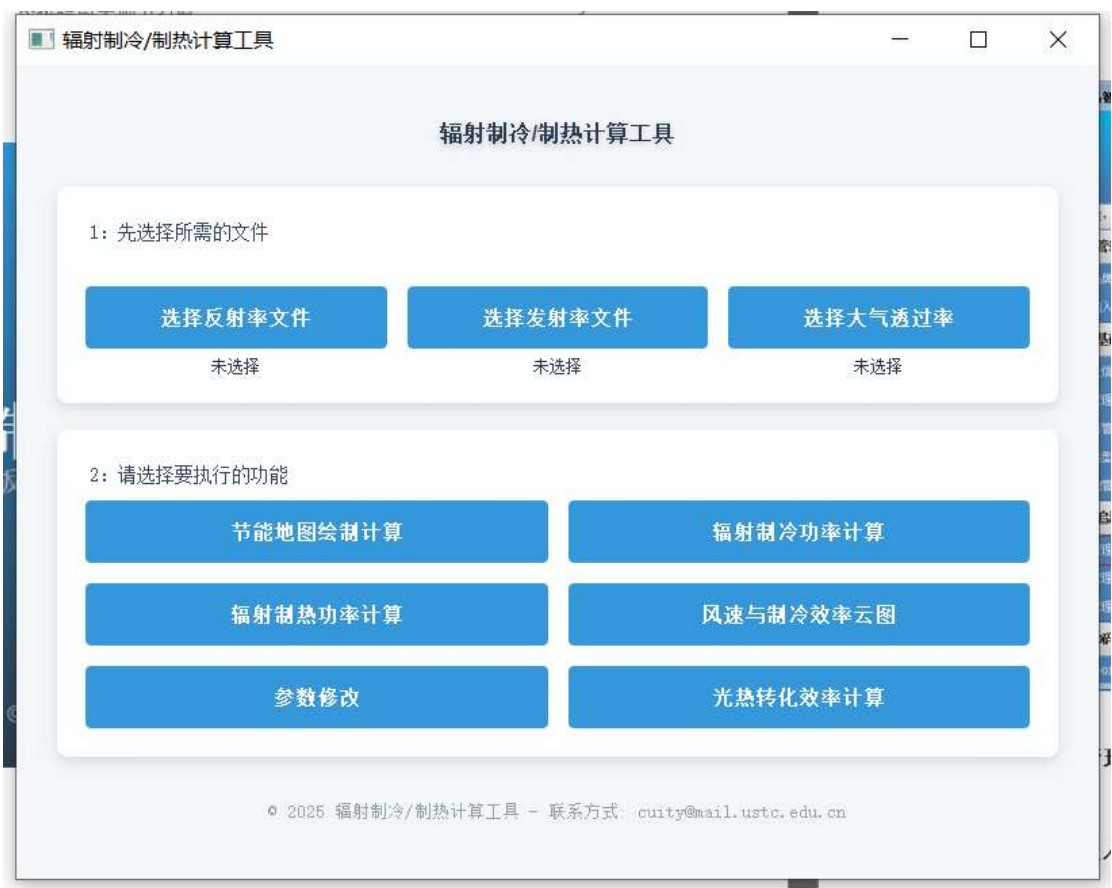 辐射制冷/制热计算工具
辐射制冷/制热计算工具
1: 先选择所需的文件
选择反射率文件 选择发射率文件 选择大气透过率
未选择 未选择 未选择
2: 请选择要执行的功能
节能地图绘制计算 辐射制冷功率计算
辐射制热功率计算 风速与制冷效率云图
参数修改 光热转化效率计算
© 2025 辐射制冷/制热计算工具 - 联系方式: cuity@mail.ustc.edu.cn